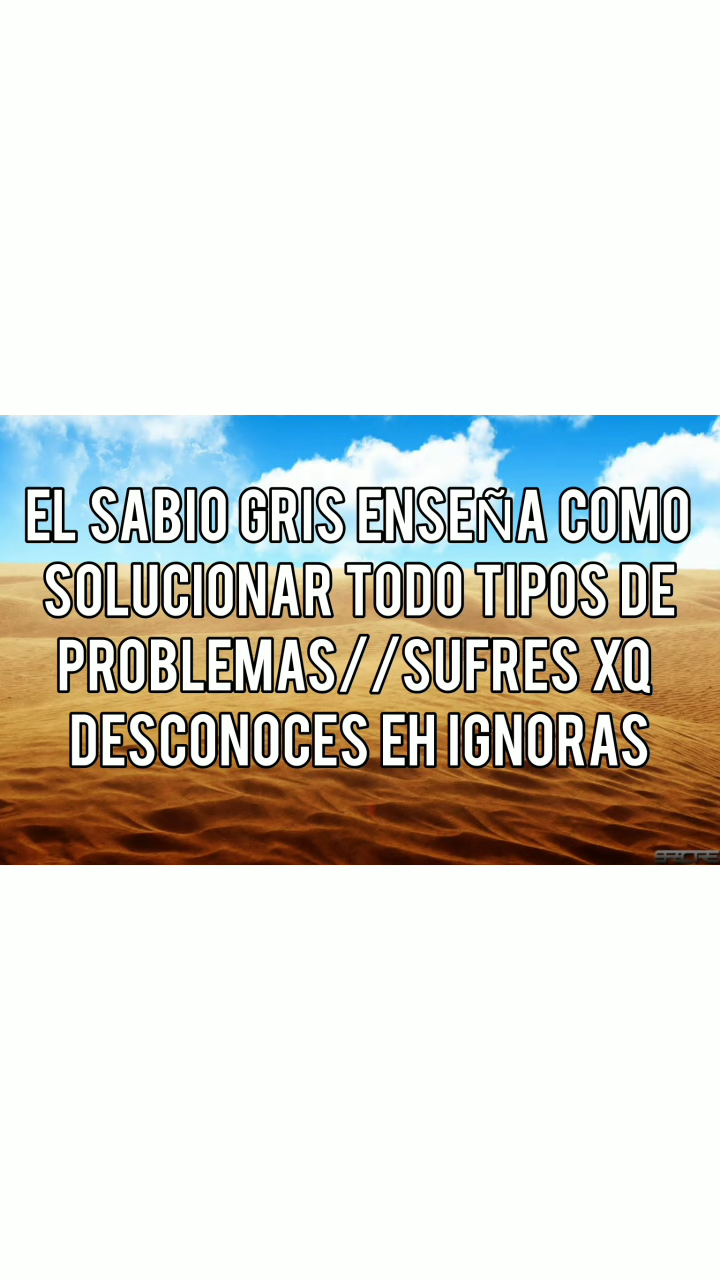 EL SABIO GRIS ENSEÑA COMO
SOLUCIONAR TODO TIPOS DE
PROBLEMAS//SUFRES XQ
DESCONOCES EH IGNORAS